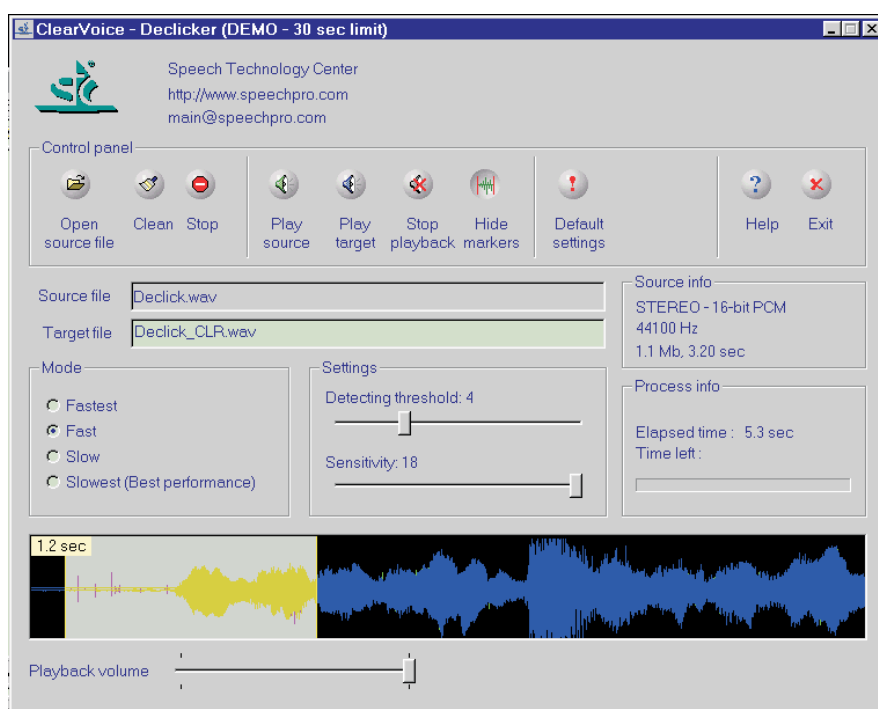 ClearVoice - Declicker (DEMO - 30 sec limit)
Speech Technology Center
http://www.speechpro.com
main@speechpro.com
Control panel
Open source file
Clean
Stop
Play source
Play target
Stop playback
Hide markers
Default settings
Help
Exit
Source file
Declick.wav
Target file
Declick_CLR.wav
Source info
STEREO - 16-bit PCM
44100 Hz
1.1 Mb, 3.20 sec
Mode
Fastest
Fast
Slow
Slowest (Best performance)
Settings
Detecting threshold: 4
Sensitivity: 18
Process info
Elapsed time : 5.3 sec
Time left :
1.2 sec
Playback volume